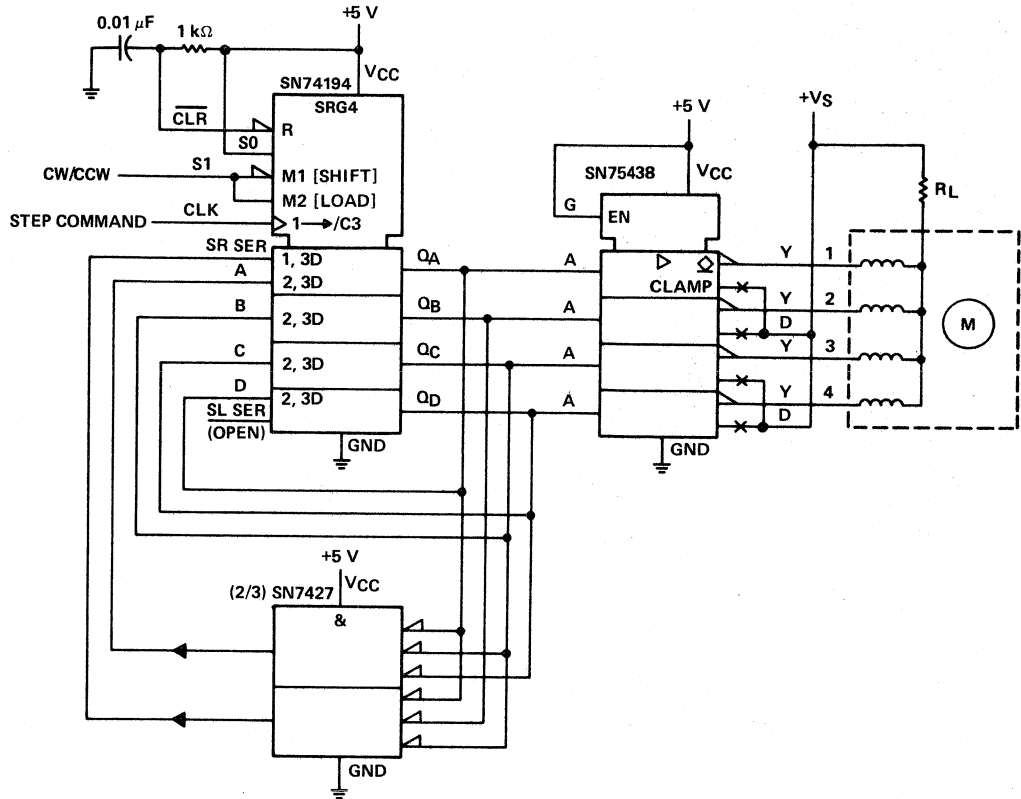 +5 V
0.01 µF
1 kΩ
VCC
SN74194
SRG4
CLR
R
S0
S1
CW/CCW
M1 [SHIFT]
M2 [LOAD]
CLK
STEP COMMAND
1→/C3
SR SER
1, 3D
A
2, 3D
B
2, 3D
C
2, 3D
D
2, 3D
SL SER
(OPEN)
QA
QB
QC
QD
GND
+5 V
SN75438
VCC
G
EN
A
A
A
A
CLAMP
GND
+VS
RL
Y
1
Y
2
D
Y
3
Y
4
D
M
+5 V
(2/3) SN7427
VCC
&
GND